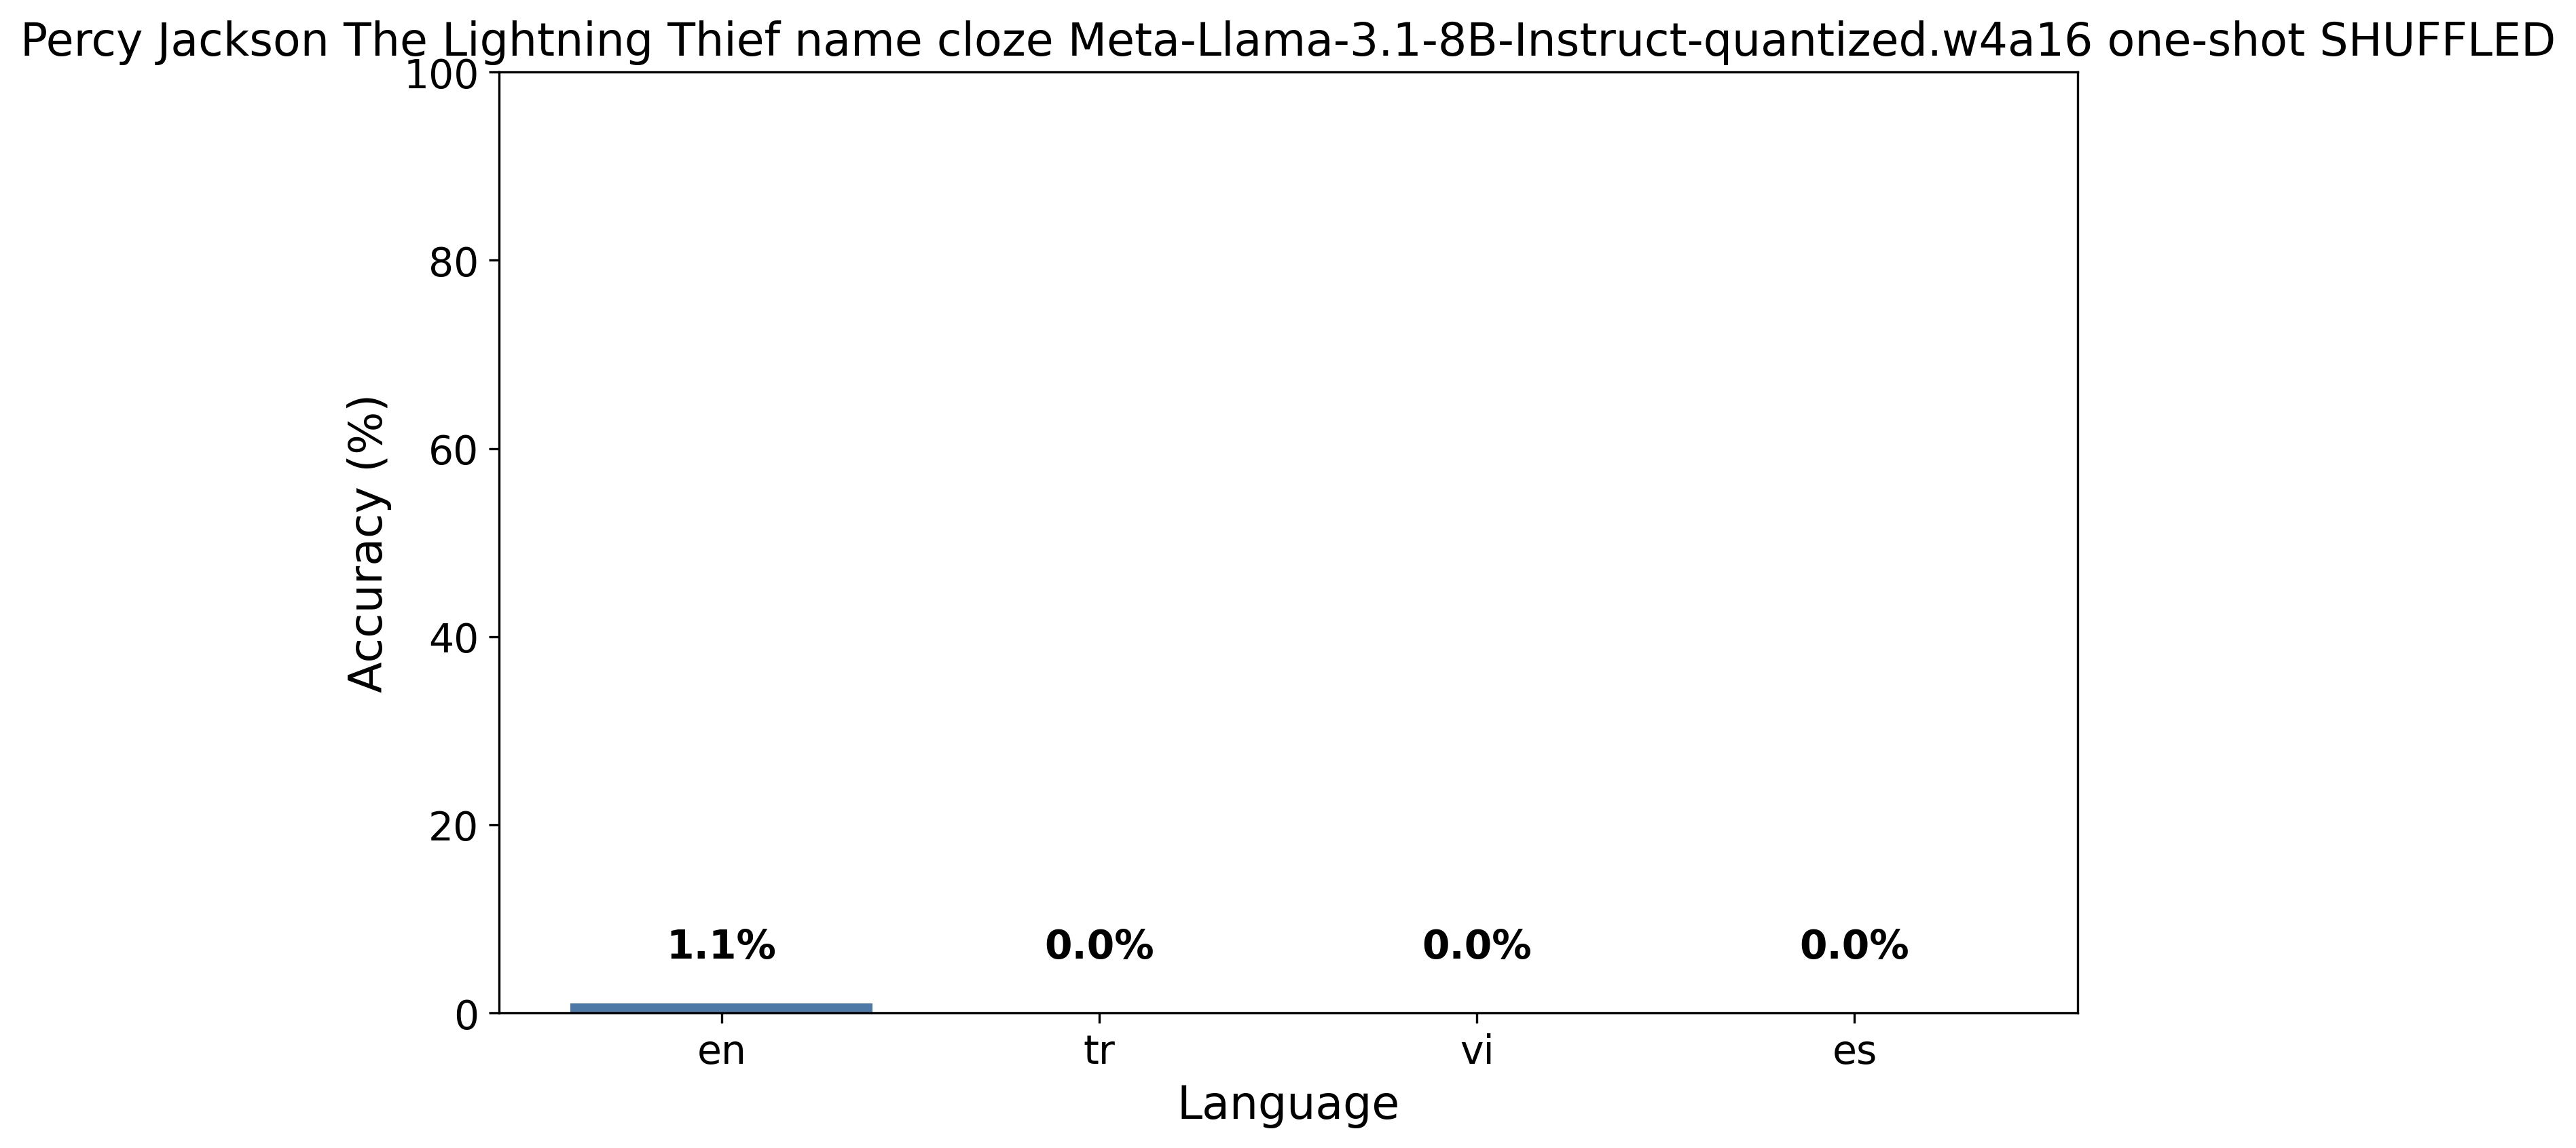 Percy Jackson The Lightning Thief name cloze Meta-Llama-3.1-8B-Instruct-quantized.w4a16 one-shot SHUFFLED
100
80
60
40
20
0
Accuracy (%)
1.1% 0.0% 0.0% 0.0%
en tr vi es
Language